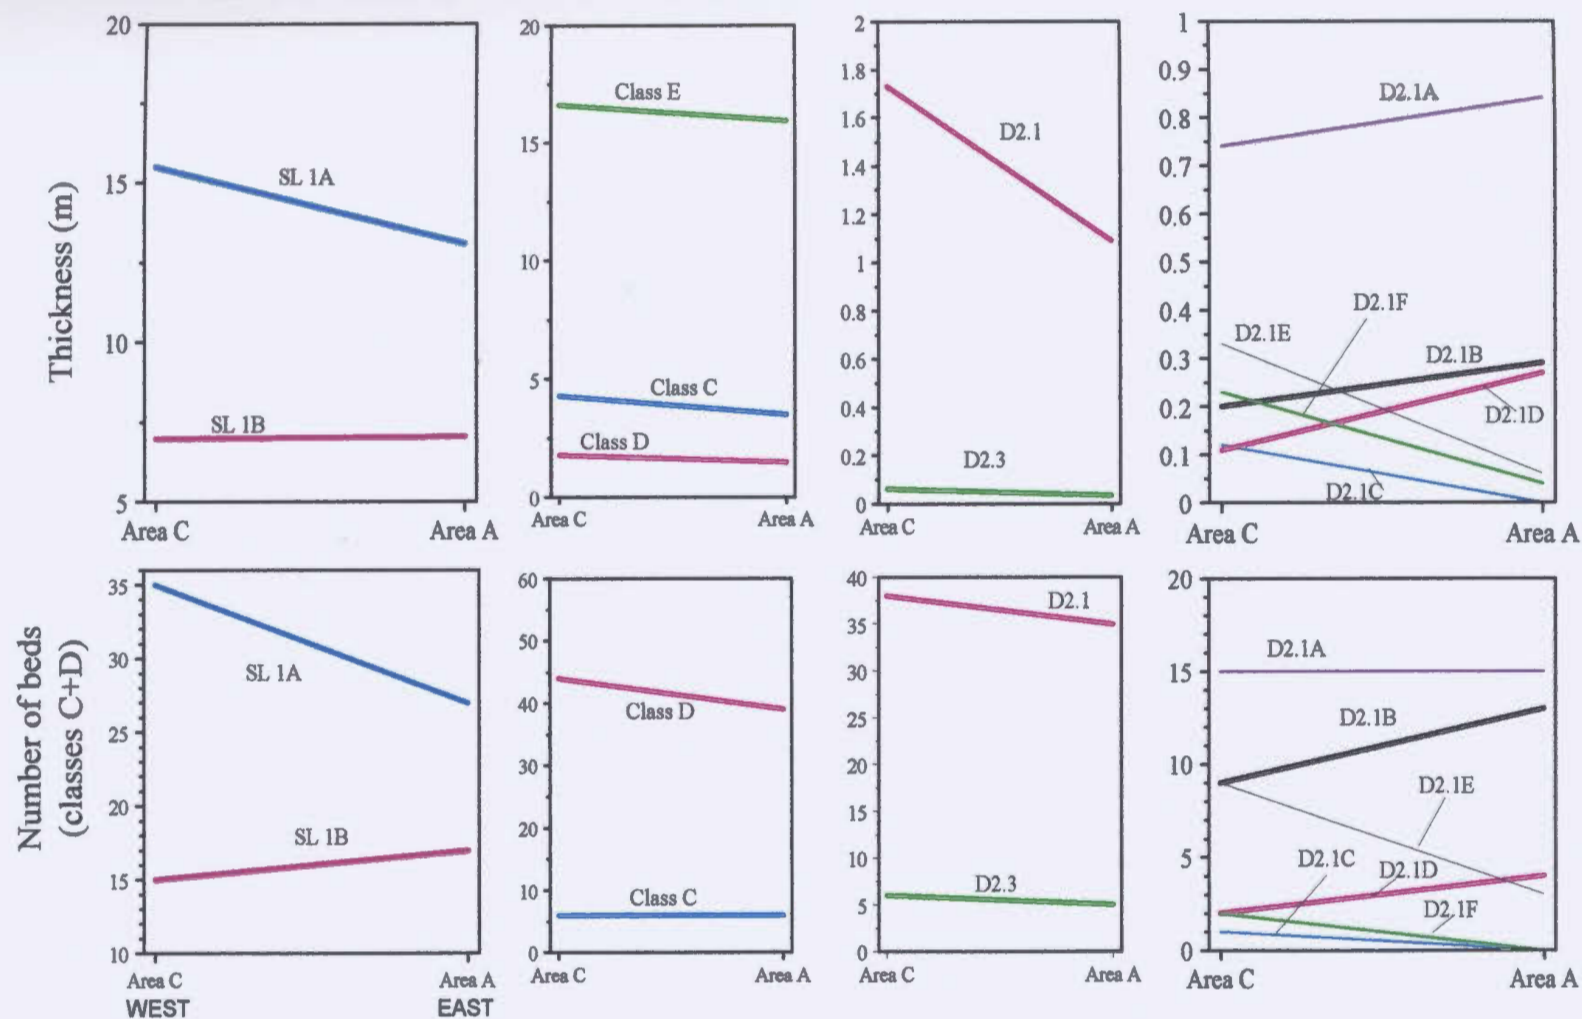 Thickness (m)
20
15
10
5
SL 1A
SL 1B
Area C
Area A
20
15
10
5
0
Class E
Class C
Class D
Area C
Area A
2
1.8
1.6
1.4
1.2
1
0.8
0.6
0.4
0.2
0
D2.1
D2.3
Area C
Area A
1
0.9
0.8
0.7
0.6
0.5
0.4
0.3
0.2
0.1
0
D2.1A
D2.1F
D2.1E
D2.1B
D2.1D
D2.1C
Area C
Area A
Number of beds
(classes C+D)
35
30
25
20
15
10
SL 1A
SL 1B
Area C
Area A
WEST
EAST
60
50
40
30
20
10
0
Class D
Class C
Area C
Area A
40
35
30
25
20
15
10
5
0
D2.1
D2.3
Area C
Area A
20
15
10
5
0
D2.1A
D2.1B
D2.1E
D2.1C
D2.1D
D2.1F
Area C
Area A